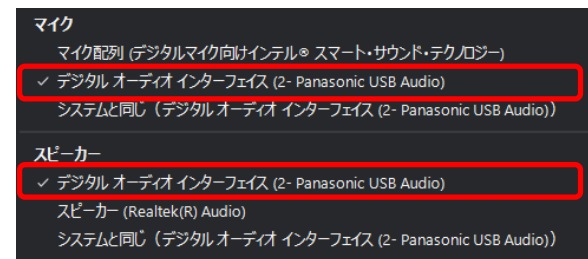 マイク
マイク配列 (デジタルマイク向けインテル® スマート・サウンド・テクノロジー)
✓ デジタル オーディオ インターフェイス (2- Panasonic USB Audio)
システムと同じ（デジタル オーディオ インターフェイス (2- Panasonic USB Audio)）
スピーカー
✓ デジタル オーディオ インターフェイス (2- Panasonic USB Audio)
スピーカー (Realtek(R) Audio)
システムと同じ（デジタル オーディオ インターフェイス (2- Panasonic USB Audio)）